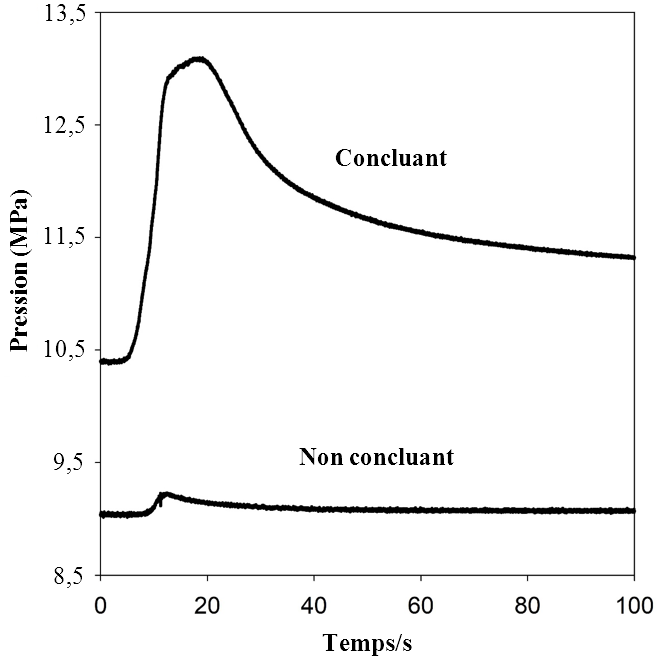 13,5
12,5
11,5
10,5
9,5
8,5
Pression (MPa)
Concluant
Non concluant
0 20 40 60 80 100
Temps/s